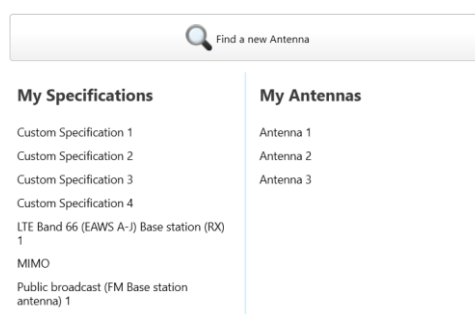 Find a new Antenna
My Specifications
Custom Specification 1
Custom Specification 2
Custom Specification 3
Custom Specification 4
LTE Band 66 (EAWS A-J) Base station (RX)
1
MIMO
Public broadcast (FM Base station
antenna) 1
My Antennas
Antenna 1
Antenna 2
Antenna 3